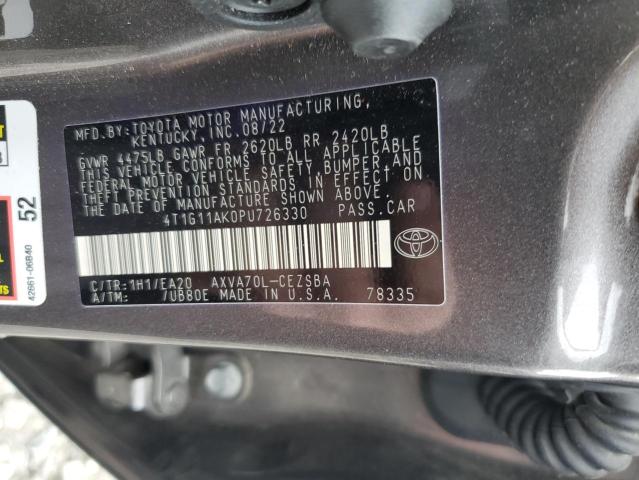 MFD. BY: TOYOTA MOTOR MANUFACTURING,
KENTUCKY, INC. 08/22
GVWR 4475LB GAWR FR 2620LB RR 2420LB
THIS VEHICLE CONFORMS TO ALL APPLICABLE
FEDERAL MOTOR VEHICLE SAFETY, BUMPER, AND
THEFT PREVENTION STANDARDS IN EFFECT ON
THE DATE OF MANUFACTURE SHOWN ABOVE.
4T1G11AK0PU726330 PASS. CAR
C/TR: 1H1/EA20 AXVA70L-CEZSBA
A/TM: /UB80E MADE IN U.S.A. 78335
52
42661-06B40